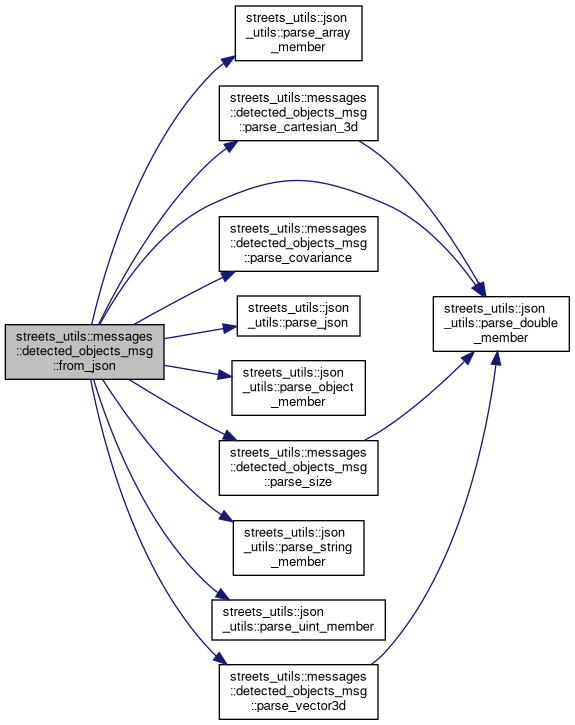 streets_utils::json
_utils::parse_array
_member
streets_utils::messages
::detected_objects_msg
::parse_cartesian_3d
streets_utils::messages
::detected_objects_msg
::parse_covariance
streets_utils::json
_utils::parse_json
streets_utils::json
_utils::parse_double
_member
streets_utils::messages
::detected_objects_msg
::from_json
streets_utils::json
_utils::parse_object
_member
streets_utils::messages
::detected_objects_msg
::parse_size
streets_utils::json
_utils::parse_string
_member
streets_utils::json
_utils::parse_uint_member
streets_utils::messages
::detected_objects_msg
::parse_vector3d